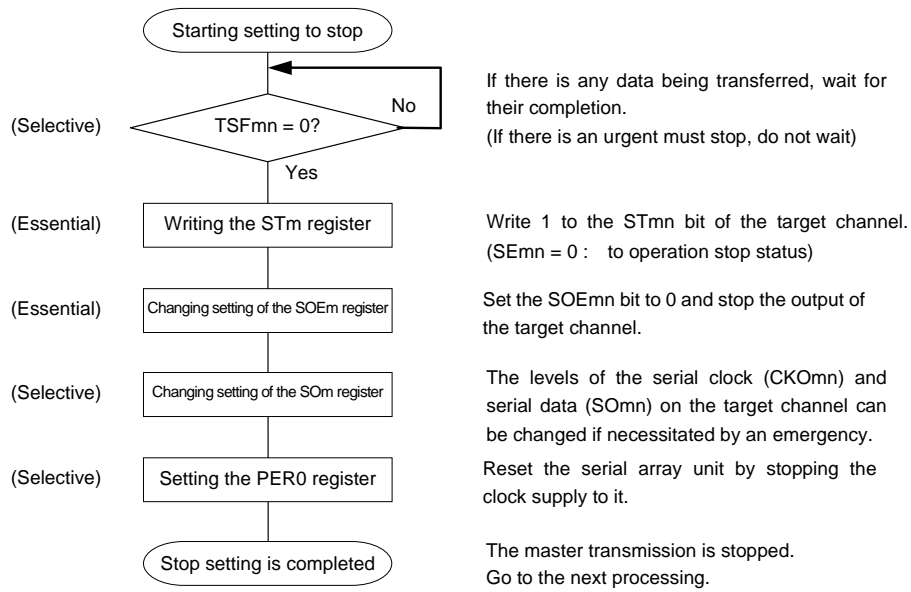 Starting setting to stop
No
If there is any data being transferred, wait for
their completion.
(Selective)
TSFmn = 0?
(If there is an urgent must stop, do not wait)
Yes
(Essential)
Writing the STm register
Write 1 to the STmn bit of the target channel.
(SEmn = 0 : to operation stop status)
(Essential)
Changing setting of the SOEm register
Set the SOEmn bit to 0 and stop the output of
the target channel.
(Selective)
Changing setting of the SOm register
The levels of the serial clock (CKOmn) and
serial data (SOmn) on the target channel can
be changed if necessitated by an emergency.
(Selective)
Setting the PER0 register
Reset the serial array unit by stopping the
clock supply to it.
Stop setting is completed
The master transmission is stopped.
Go to the next processing.